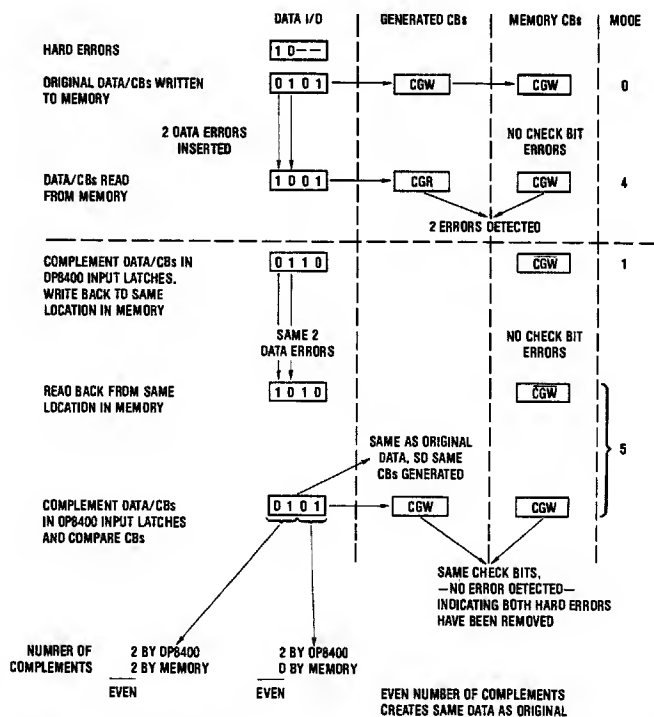 DATA I/D GENERATED CBs MEMORY CBs MODE
HARD ERRORS
1 D – –
ORIGINAL DATA/CBs WRITTEN
TO MEMORY
0 1 0 1 CGW CGW 0
2 DATA ERRORS
INSERTED
NO CHECK BIT
ERRORS
DATA/CBs READ
FROM MEMORY
1 0 0 1 CGR CGW 4
2 ERRORS DETECTED
COMPLEMENT DATA/CBs IN
DP8400 INPUT LATCHES.
WRITE BACK TO SAME
LOCATION IN MEMORY
0 1 1 0 C̅G̅W̅ 1
SAME 2
DATA ERRORS
NO CHECK BIT
ERRORS
READ BACK FROM SAME
LOCATION IN MEMORY
1 0 1 0 C̅G̅W̅
5
SAME AS ORIGINAL
DATA, SD SAME
CBs GENERATED
COMPLEMENT DATA/CBs
IN DP8400 INPUT LATCHES
AND COMPARE CBs
0 1 0 1 CGW CGW
SAME CHECK BITS,
—NO ERROR DETECTED—
INDICATING BOTH HARD ERRORS
HAVE BEEN REMOVED
NUMRER OF
COMPLEMENTS
2 BY DP8400
2 BY MEMORY
EVEN
2 BY DP8400
0 BY MEMORY
EVEN
EVEN NUMBER OF COMPLEMENTS
CREATES SAME DATA AS ORIGINAL